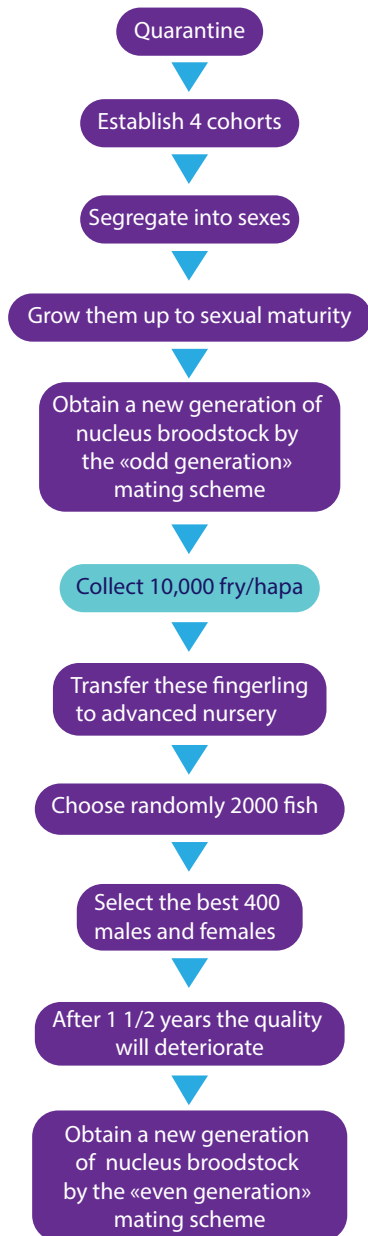 Quarantine
Establish 4 cohorts
Segregate into sexes
Grow them up to sexual maturity
Obtain a new generation of
nucleus broodstock by
the «odd generation»
mating scheme
Collect 10,000 fry/hapa
Transfer these fingerling
to advanced nursery
Choose randomly 2000 fish
Select the best 400
males and females
After 1 1/2 years the quality
will deteriorate
Obtain a new generation
of nucleus broodstock
by the «even generation»
mating scheme